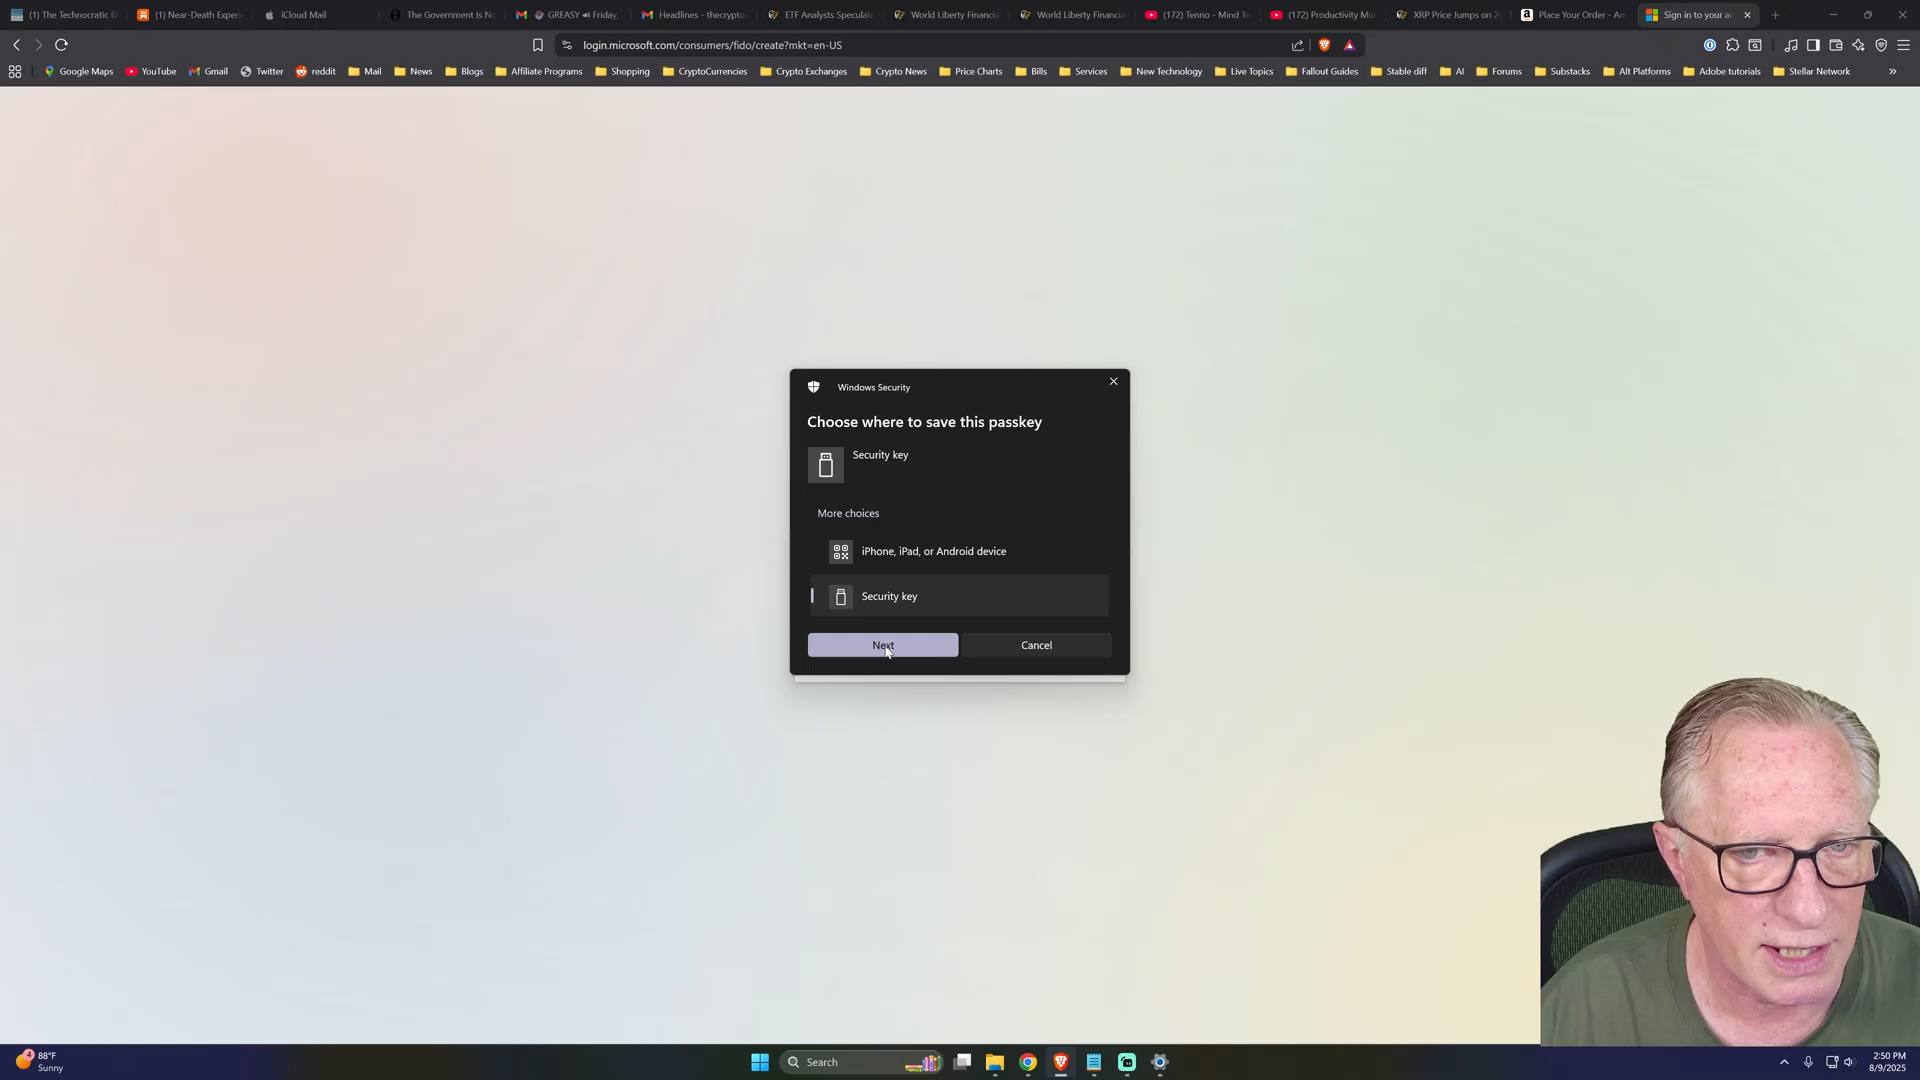 (1) The Technocratic B
(1) Near-Death Experi
iCloud Mail
The Government Is No
GREASY Friday,
Headlines - thecrypto
ETF Analysts Speculat
World Liberty Financia
World Liberty Financia
(172) Tenno - Mind Te
(172) Productivity Mu
XRP Price Jumps on 2
Place Your Order - Am
Sign in to your ac
login.microsoft.com/consumers/fido/create?mkt=en-US
Google Maps
YouTube
Gmail
Twitter
reddit
Mail
News
Blogs
Affiliate Programs
Shopping
CryptoCurrencies
Crypto Exchanges
Crypto News
Price Charts
Bills
Services
New Technology
Live Topics
Fallout Guides
Stable diff
AI
Forums
Substacks
Alt Platforms
Adobe tutorials
Stellar Network
Windows Security
Choose where to save this passkey
Security key
More choices
iPhone, iPad, or Android device
Security key
Next
Cancel
4
88°F
Sunny
Search
2:50 PM
8/9/2025